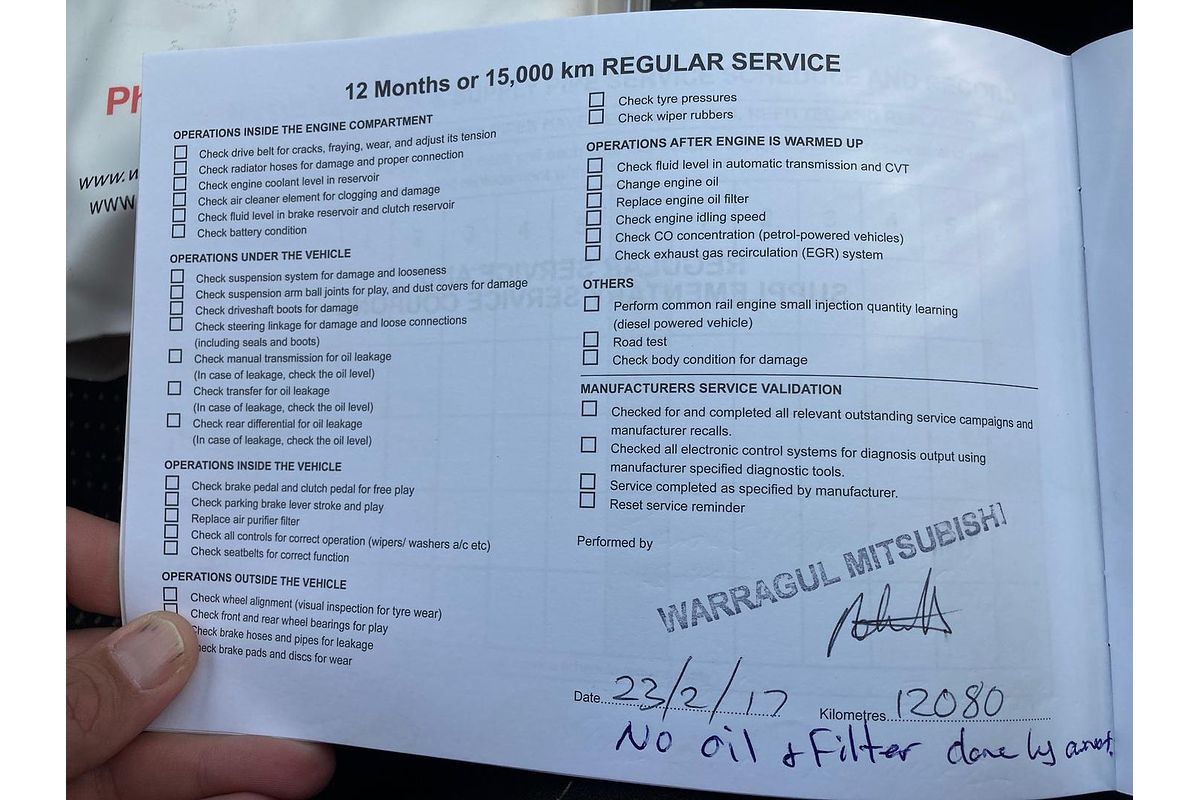 Ph
www.w
www
12 Months or 15,000 km REGULAR SERVICE
OPERATIONS INSIDE THE ENGINE COMPARTMENT
Check drive belt for cracks, fraying, wear, and adjust its tension
Check radiator hoses for damage and proper connection
Check engine coolant level in reservoir
Check air cleaner element for clogging and damage
Check fluid level in brake reservoir and clutch reservoir
Check battery condition
OPERATIONS UNDER THE VEHICLE
Check suspension system for damage and looseness
Check suspension arm ball joints for play, and dust covers for damage
Check driveshaft boots for damage
Check steering linkage for damage and loose connections
(including seals and boots)
Check manual transmission for oil leakage
(In case of leakage, check the oil level)
Check transfer for oil leakage
(In case of leakage, check the oil level)
Check rear differential for oil leakage
(In case of leakage, check the oil level)
OPERATIONS INSIDE THE VEHICLE
Check brake pedal and clutch pedal for free play
Check parking brake lever stroke and play
Replace air purifier filter
Check all controls for correct operation (wipers/ washers a/c etc)
Check seatbelts for correct function
OPERATIONS OUTSIDE THE VEHICLE
Check wheel alignment (visual inspection for tyre wear)
Check front and rear wheel bearings for play
Check brake hoses and pipes for leakage
heck brake pads and discs for wear
Check tyre pressures
Check wiper rubbers
OPERATIONS AFTER ENGINE IS WARMED UP
Check fluid level in automatic transmission and CVT
Change engine oil
Replace engine oil filter
Check engine idling speed
Check CO concentration (petrol-powered vehicles)
Check exhaust gas recirculation (EGR) system
OTHERS
Perform common rail engine small injection quantity learning
(diesel powered vehicle)
Road test
Check body condition for damage
MANUFACTURERS SERVICE VALIDATION
Checked for and completed all relevant outstanding service campaigns and
manufacturer recalls.
Checked all electronic control systems for diagnosis output using
manufacturer specified diagnostic tools.
Service completed as specified by manufacturer.
Reset service reminder
Performed by
WARRAGUL MITSUBISHI
Date 23/2/17 Kilometres 12080
No oil & Filter done by